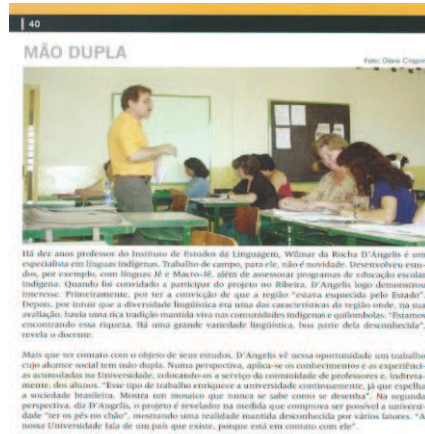 40
MÃO DUPLA
Foto: Dário Crispim
Há dez anos professor do Instituto de Estudos da Linguagem, Wilmar da Rocha D'Angelis é um
especialista em línguas indígenas. Trabalho de campo, para ele, não é novidade. Desenvolveu estu-
dos, por exemplo, com línguas Jê e Macro-Jê, além de assessorar programas de educação escolar
indígena. Quando foi convidado a participar do projeto no Ribeira, D'Angelis logo demonstrou
interesse. Primeiramente, por ter a convicção de que a região "estava esquecida pelo Estado".
Depois, por intuir que a diversidade lingüística era uma das características da região onde, na sua
avaliação, havia uma rica tradição mantida viva nas comunidades indígenas e quilombolas. "Estamos
encontrando essa riqueza. Há uma grande variedade lingüística, boa parte dela desconhecida",
revela o docente.
Mais que ter contato com o objeto de seus estudos, D'Angelis vê nessa oportunidade um trabalho
cujo alcance social tem mão dupla. Numa perspectiva, aplica-se os conhecimentos e as experiênci-
as acumuladas na Universidade, colocando-os a serviço da comunidade de professores e, indireta-
mente, dos alunos. "Esse tipo de trabalho enriquece a universidade continuamente, já que espelha
a sociedade brasileira. Mostra um mosaico que nunca se sabe como se desenha". Na segunda
perspectiva, diz D'Angelis, o projeto é revelador na medida que comprova ser possível a universi-
dade "ter os pés no chão", mostrando uma realidade mantida desconhecida por vários fatores. "A
nossa Universidade fala de um país que existe, porque está em contato com ele".